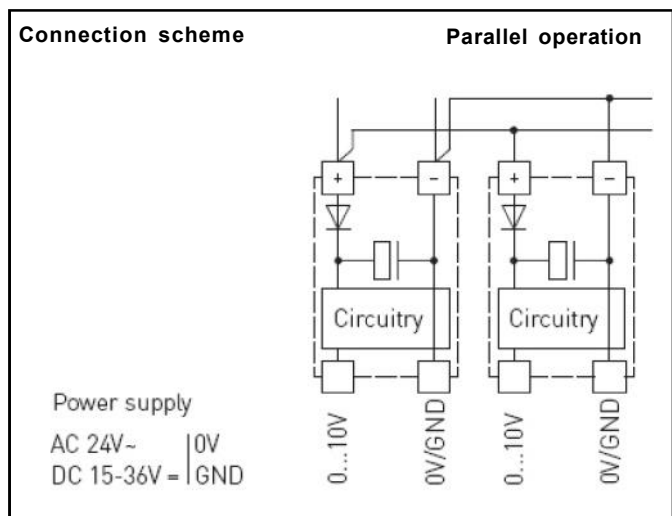 Connection scheme
Parallel operation
+
−
+
−
Circuitry
Circuitry
0...10V
0V/GND
0...10V
0V/GND
Power supply
AC 24V~ | 0V
DC 15-36V = | GND